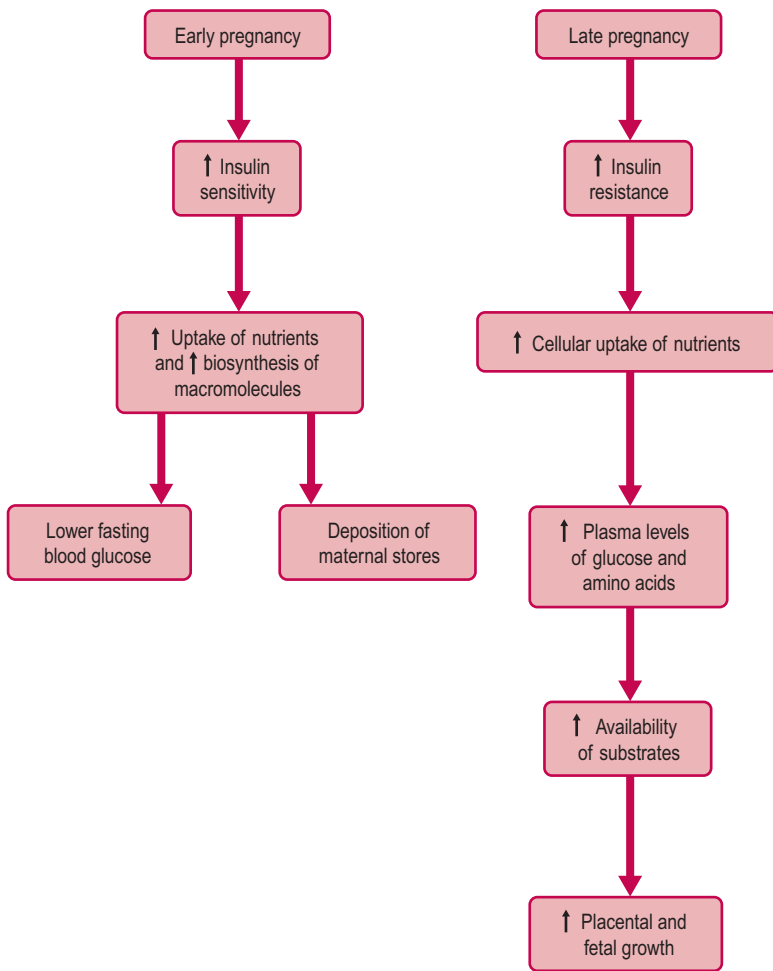 Early pregnancy
↑ Insulin
sensitivity
↑ Uptake of nutrients
and ↑ biosynthesis of
macromolecules
Lower fasting
blood glucose
Deposition of
maternal stores
Late pregnancy
↑ Insulin
resistance
↑ Cellular uptake of nutrients
↑ Plasma levels
of glucose and
amino acids
↑ Availability
of substrates
↑ Placental and
fetal growth